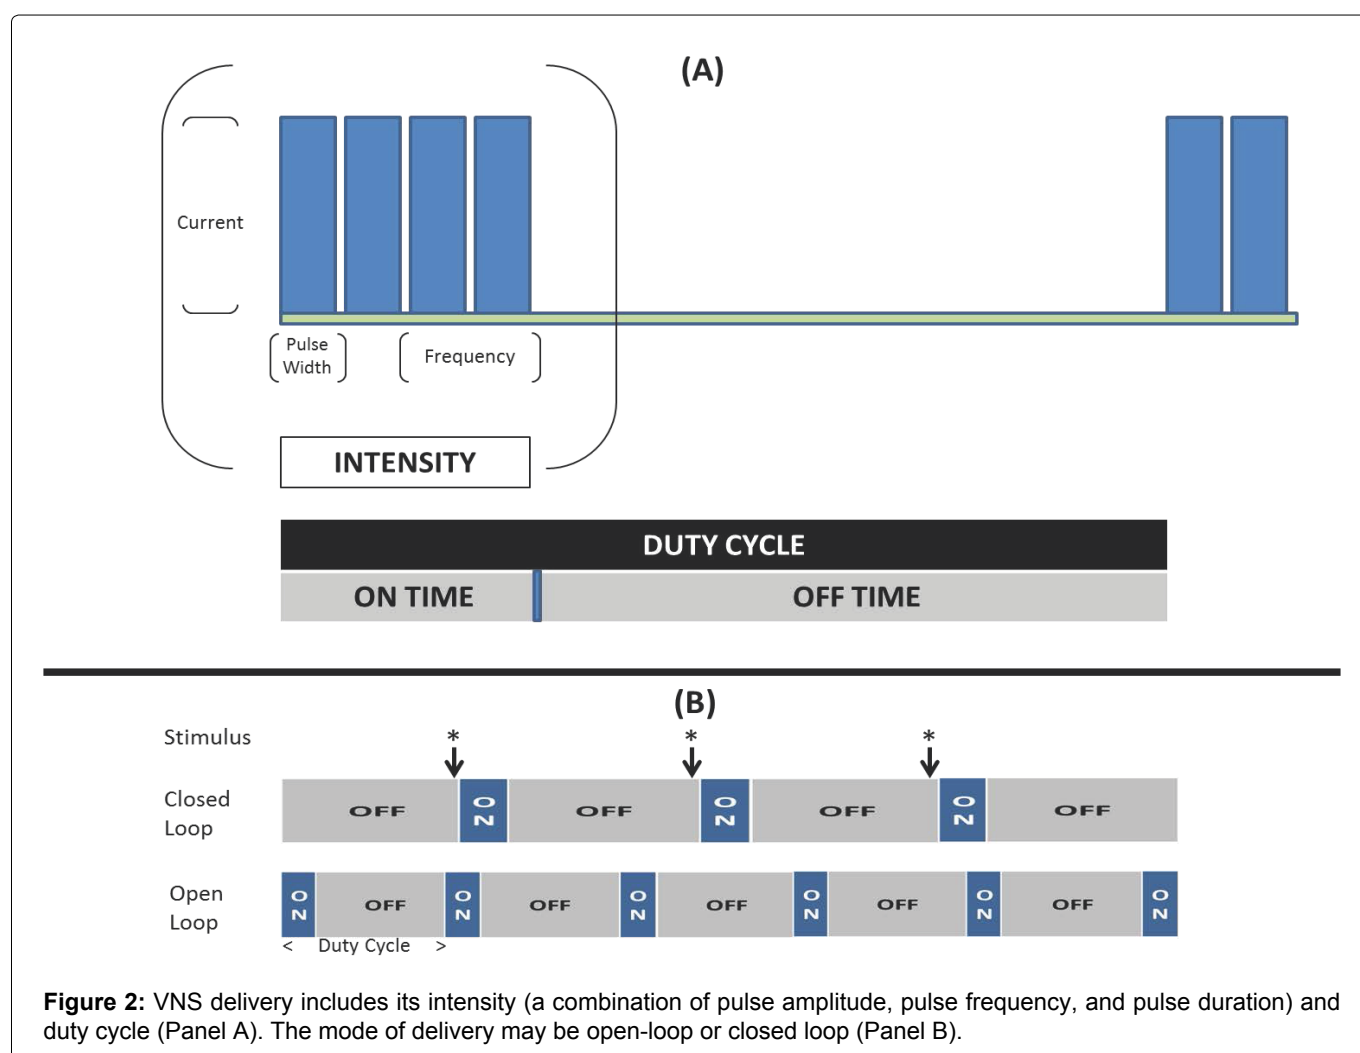 (A)
Current
Pulse
Width
Frequency
INTENSITY
DUTY CYCLE
ON TIME OFF TIME
(B)
Stimulus * * *
Closed
Loop
OFF ON OFF ON OFF ON OFF
Open
Loop
ON OFF ON OFF ON OFF ON OFF ON OFF ON
< Duty Cycle >
Figure 2: VNS delivery includes its intensity (a combination of pulse amplitude, pulse frequency, and pulse duration) and
duty cycle (Panel A). The mode of delivery may be open-loop or closed loop (Panel B).